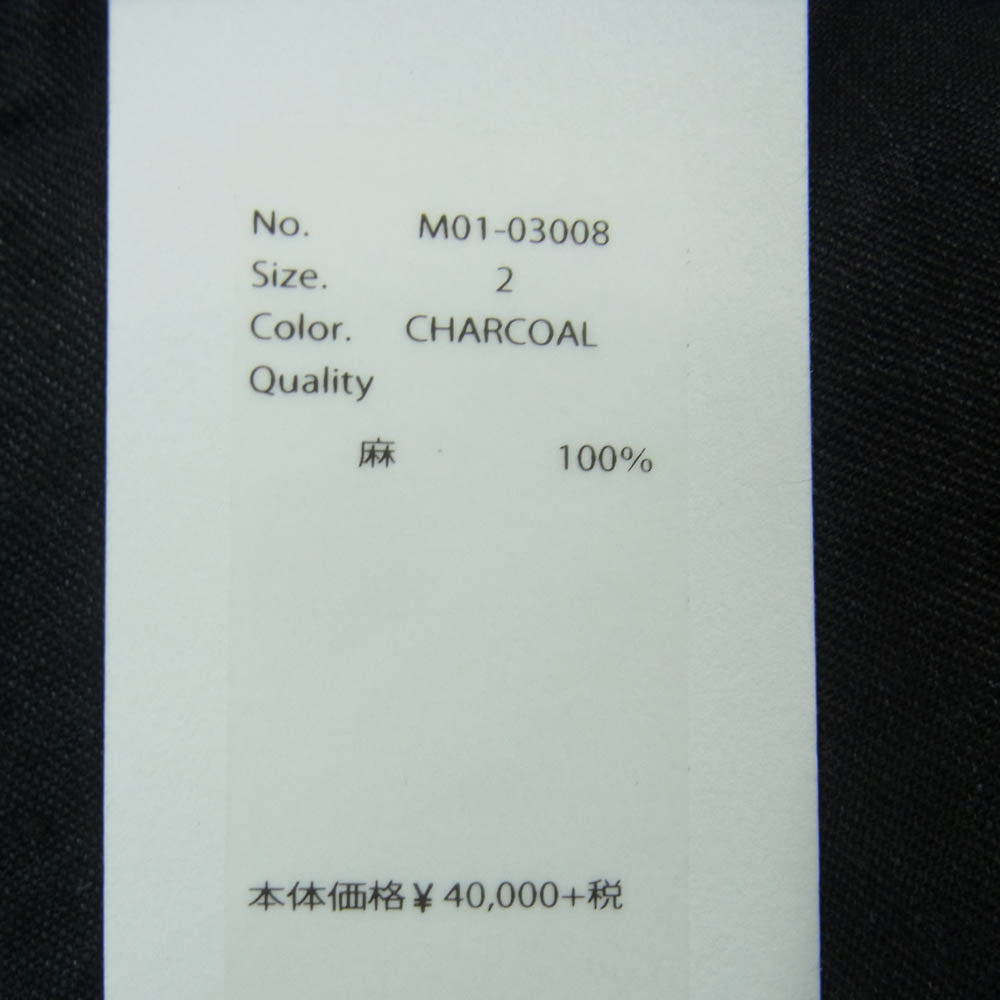 No. M01-03008
Size. 2
Color. CHARCOAL
Quality
麻 100%
本体価格¥40,000+税